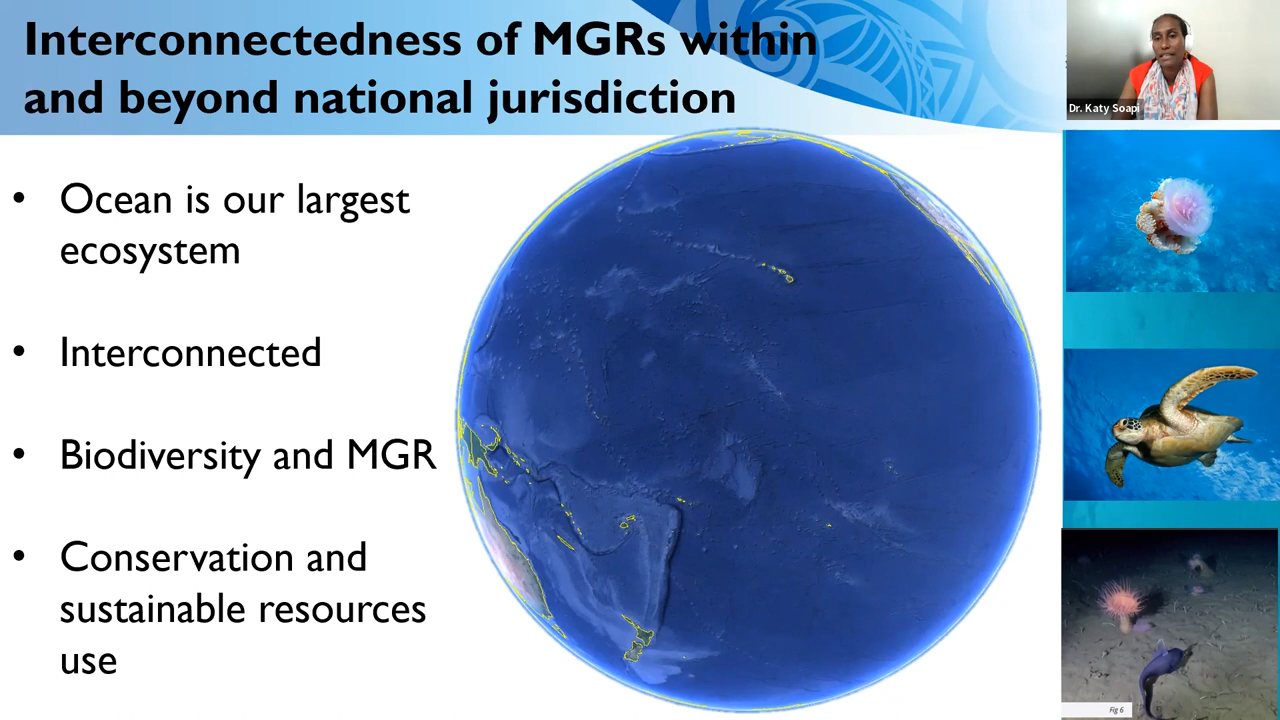 Interconnectedness of MGRs within
and beyond national jurisdiction
Dr. Katy Soapi
• Ocean is our largest
ecosystem
• Interconnected
• Biodiversity and MGR
• Conservation and
sustainable resources
use
Fig 6